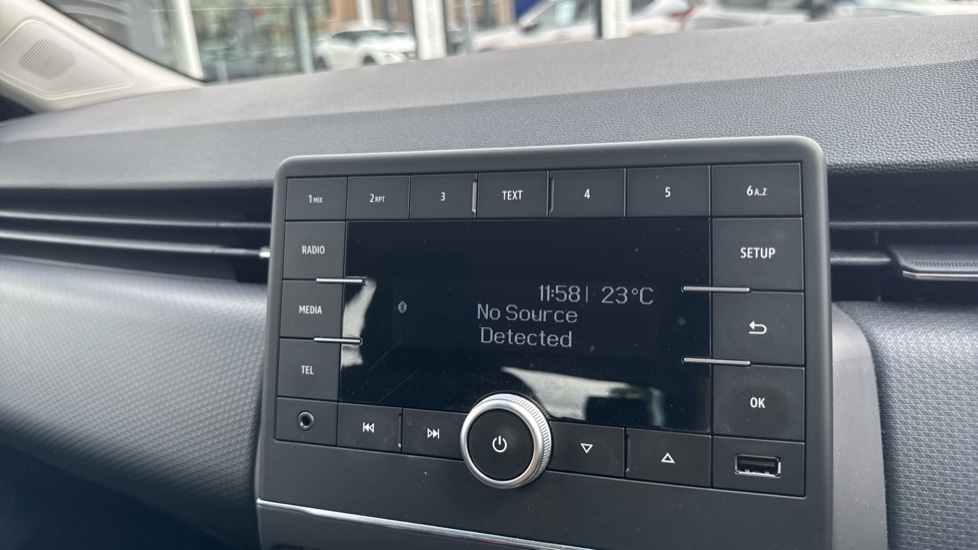 1MIX 2RPT 3 TEXT 4 5 6A..Z
RADIO
SETUP
11:58| 23°C
MEDIA
No Source
Detected
TEL
OK